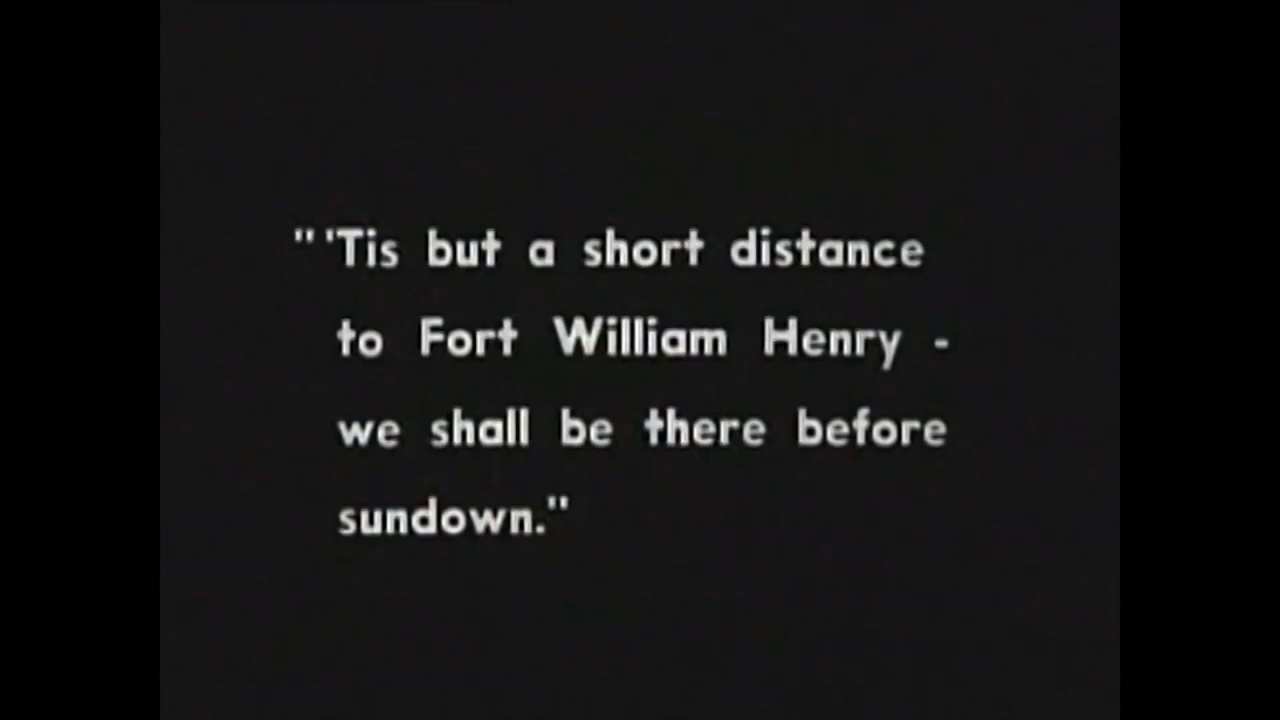 "'Tis but a short distance
to Fort William Henry -
we shall be there before
sundown."